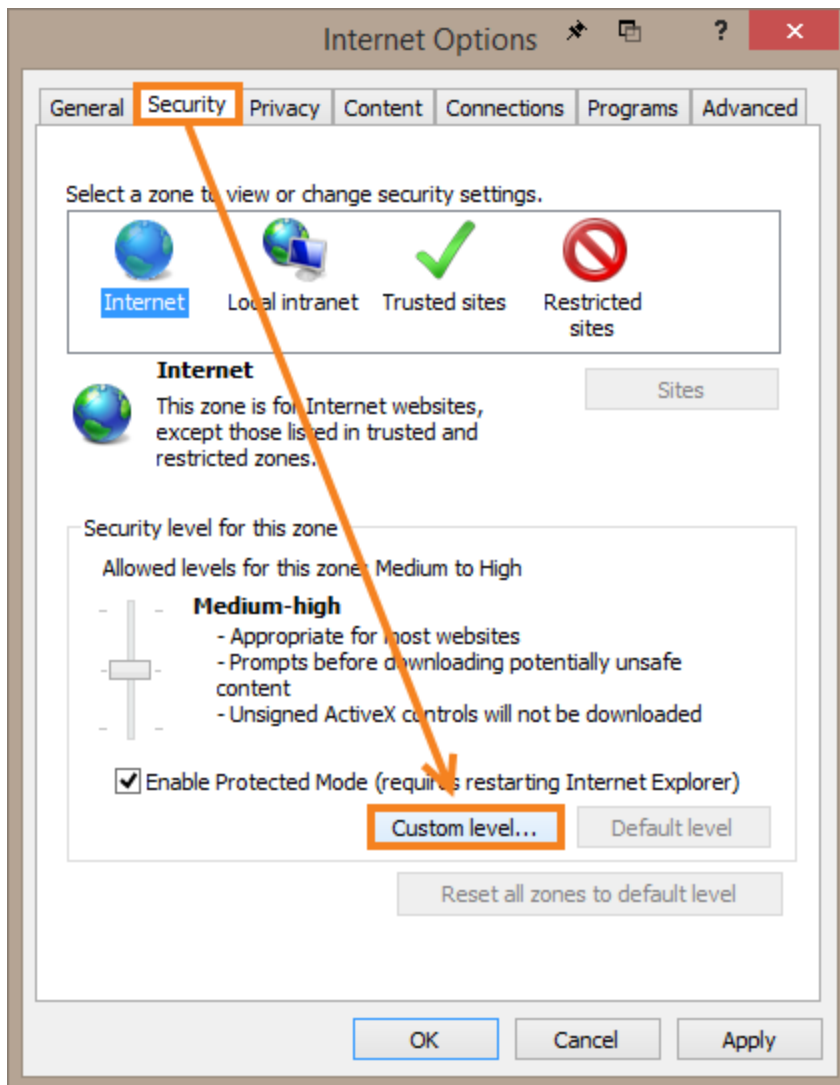 Internet Options
?
General Security Privacy Content Connections Programs Advanced
Select a zone to view or change security settings.
Internet Local intranet Trusted sites Restricted
sites
Internet
Sites
This zone is for Internet websites,
except those listed in trusted and
restricted zones.
Security level for this zone
Allowed levels for this zone: Medium to High
Medium-high
- Appropriate for most websites
- Prompts before downloading potentially unsafe
content
- Unsigned ActiveX controls will not be downloaded
Enable Protected Mode (requires restarting Internet Explorer)
Custom level... Default level
Reset all zones to default level
OK Cancel Apply